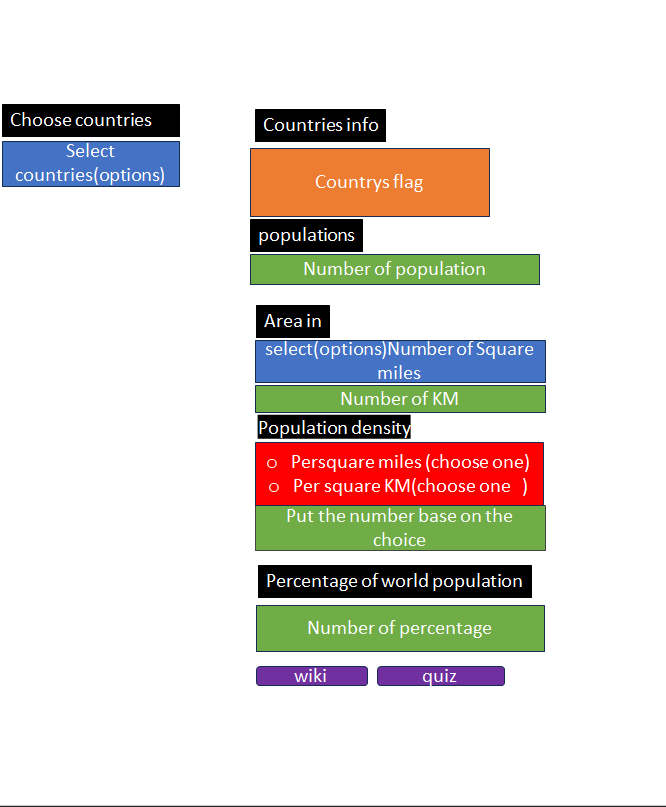 Choose countries
Select
countries(options)
Countries info
Countrys flag
populations
Number of population
Area in
select(options)Number of Square
miles
Number of KM
Population density
o Persquare miles (choose one)
o Per square KM(choose one )
Put the number base on the
choice
Percentage of world population
Number of percentage
wiki
quiz